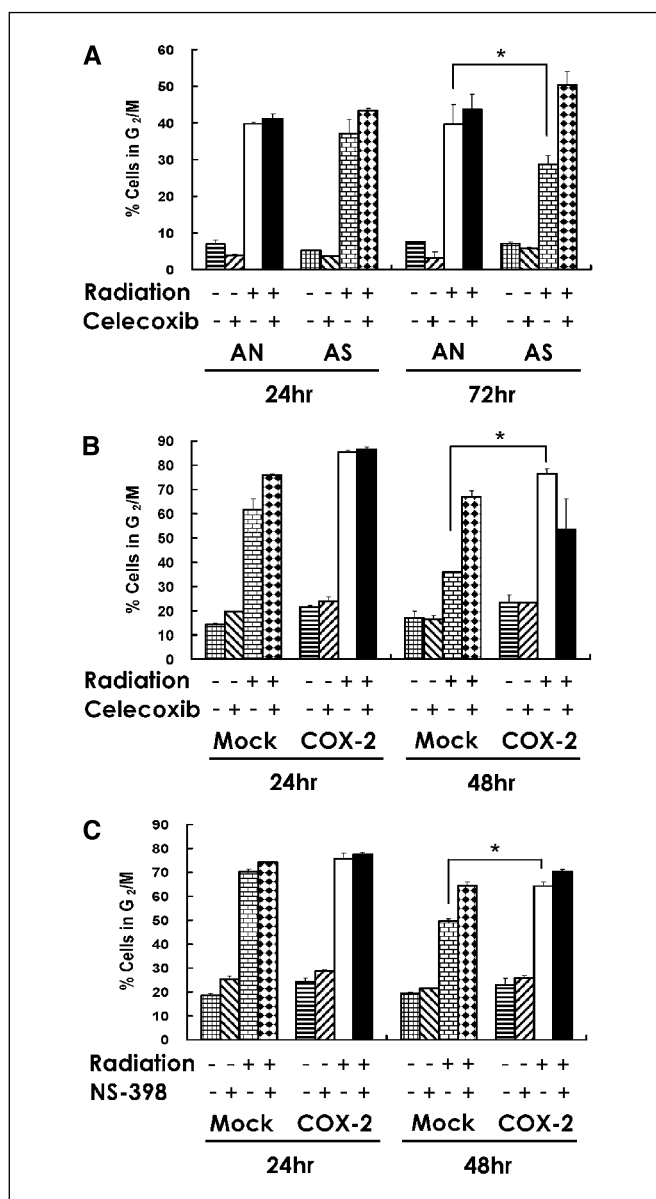 A
*
60
50
40
30
20
10
0
% Cells in G2/M
Radiation - - + + - - + + - - + + - - + +
Celecoxib - + - + - + - + - + - + - + - +
AN AS AN AS
24hr 72hr
B
*
90
80
70
60
50
40
30
20
10
0
% Cells in G2/M
Radiation - - + + - - + + - - + + - - + +
Celecoxib - + - + - + - + - + - + - + - +
Mock COX-2 Mock COX-2
24hr 48hr
C
*
90
80
70
60
50
40
30
20
10
0
% Cells in G2/M
Radiation - - + + - - + + - - + + - - + +
NS-398 - + - + - + - + - + - + - + - +
Mock COX-2 Mock COX-2
24hr 48hr